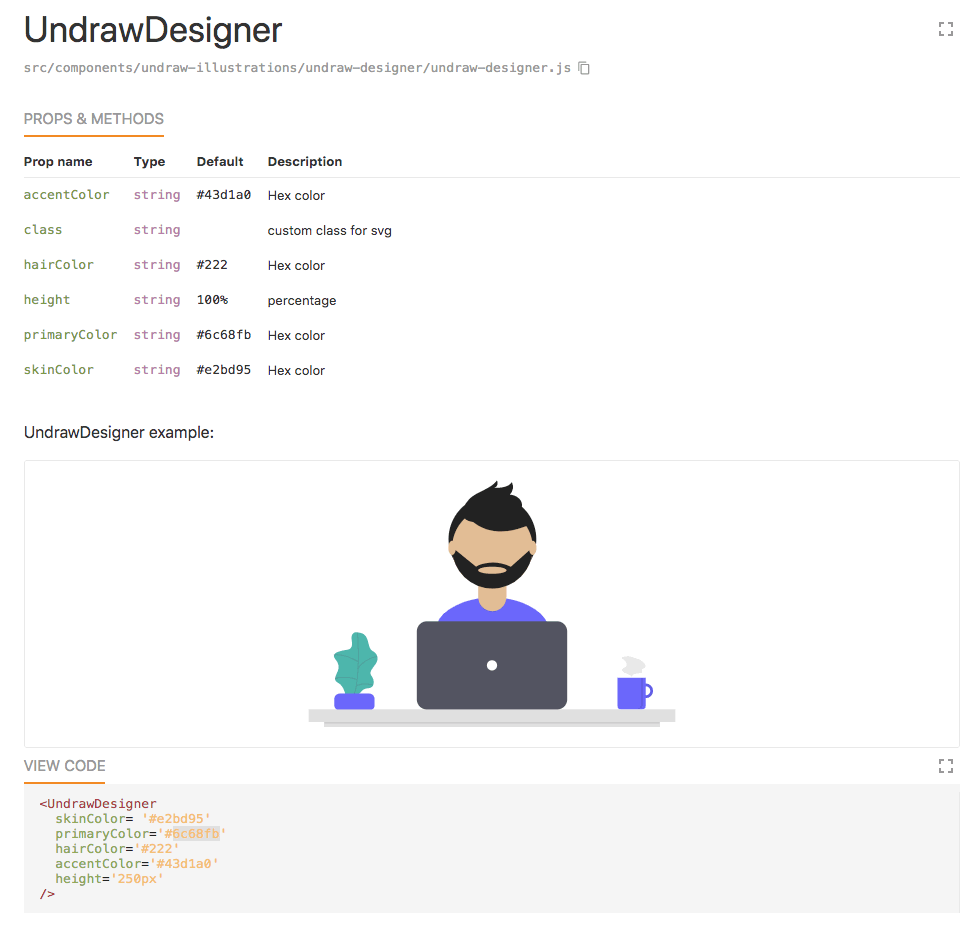 UndrawDesigner
src/components/undraw-illustrations/undraw-designer/undraw-designer.js
PROPS & METHODS
Prop name Type Default Description
accentColor string #43d1a0 Hex color
class string custom class for svg
hairColor string #222 Hex color
height string 100% percentage
primaryColor string #6c68fb Hex color
skinColor string #e2bd95 Hex color
UndrawDesigner example:
VIEW CODE
<UndrawDesigner
  skinColor= '#e2bd95'
  primaryColor='#6c68fb'
  hairColor='#222'
  accentColor='#43d1a0'
  height='250px'
/>